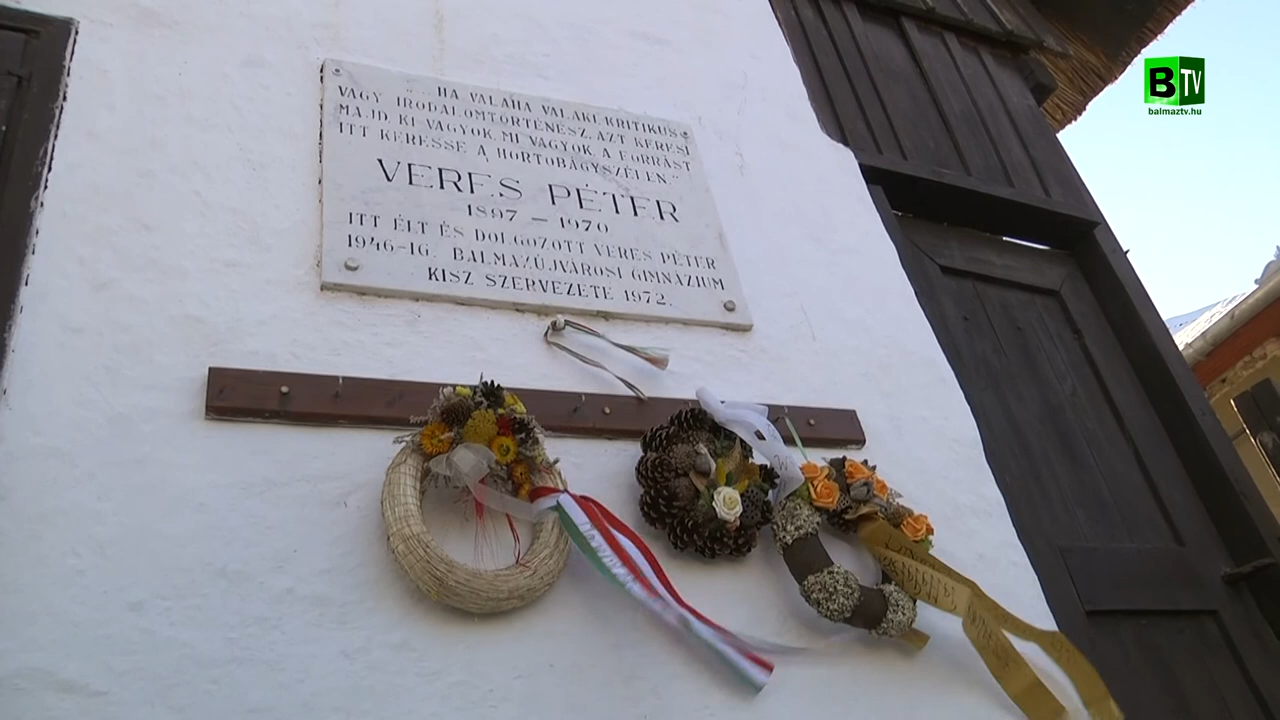 "HA VALAHA VALAKI, KRITIKUS
VAGY IRODALOMTÖRTÉNÉSZ, AZT KERESI
MAJD, KI VAGYOK, MI VAGYOK, A FORRÁST
ITT KERESSE A HORTOBÁGYSZÉLEN."
VERES PÉTER
1897 – 1970
ITT ÉLT ÉS DOLGOZOTT VERES PÉTER
1946-IG. BALMAZÚJVÁROSI GIMNÁZIUM
KISZ SZERVEZETE 1972.
BTV
balmaztv.hu